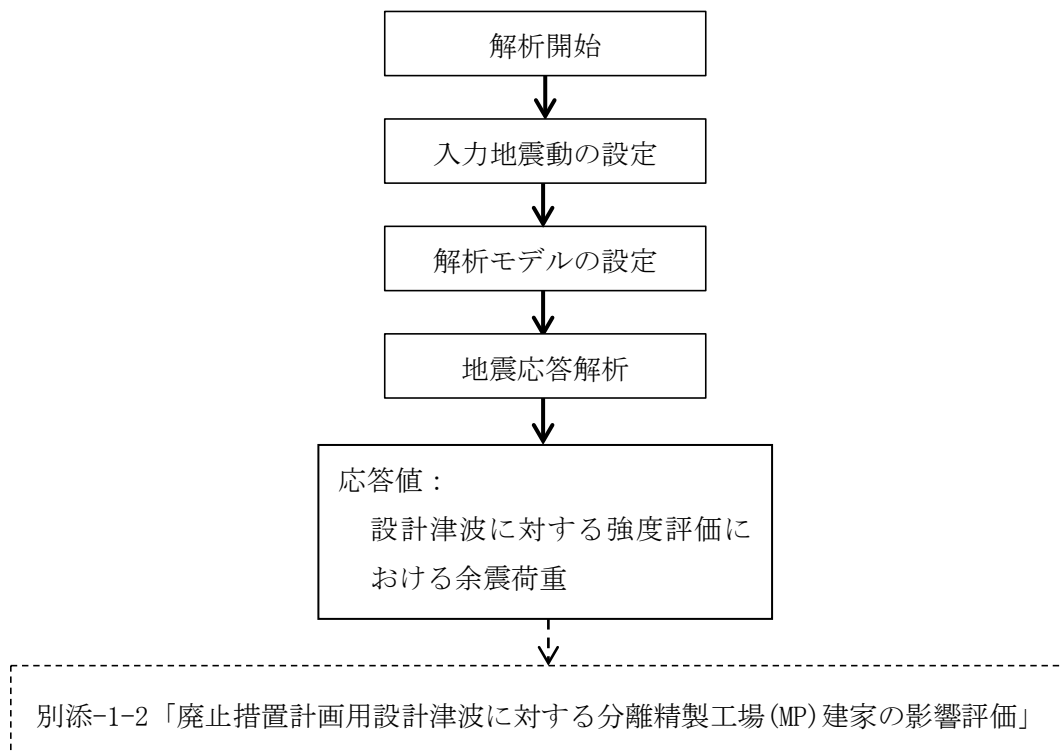 解析開始
入力地震動の設定
解析モデルの設定
地震応答解析
応答値：
設計津波に対する強度評価に
おける余震荷重
別添-1-2「廃止措置計画用設計津波に対する分離精製工場(MP)建家の影響評価」